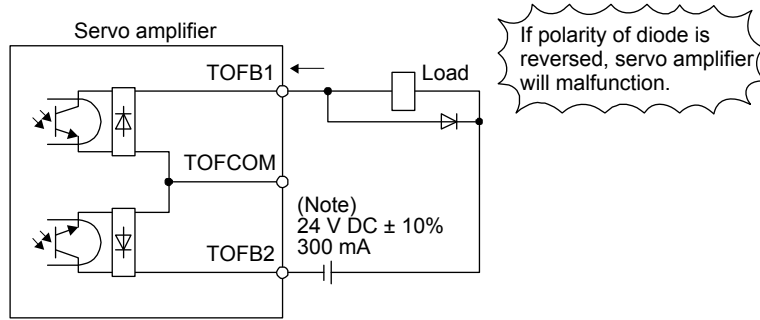 Servo amplifier
If polarity of diode is
reversed, servo amplifier
will malfunction.
TOFB1
Load
TOFCOM
(Note)
24 V DC ± 10%
300 mA
TOFB2